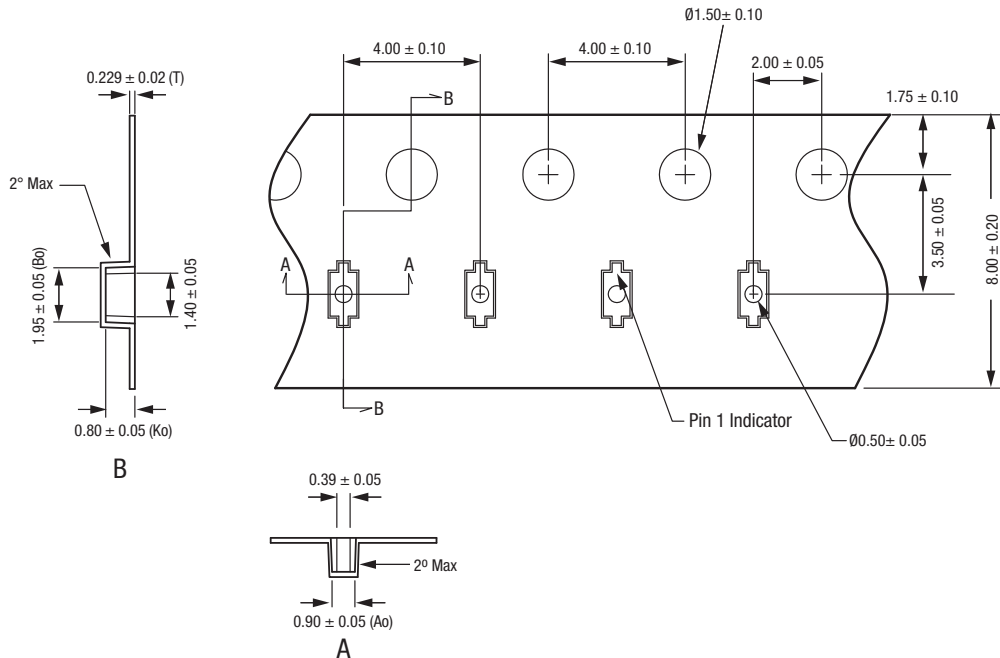 Ø1.50± 0.10
4.00 ± 0.10
4.00 ± 0.10
2.00 ± 0.05
0.229 ± 0.02 (T)
1.75 ± 0.10
B
2° Max
3.50 ± 0.05
8.00 ± 0.20
1.95 ± 0.05 (Bo)
1.40 ± 0.05
A
A
B
Pin 1 Indicator
0.80 ± 0.05 (Ko)
Ø0.50± 0.05
B
0.39 ± 0.05
2º Max
0.90 ± 0.05 (Ao)
A